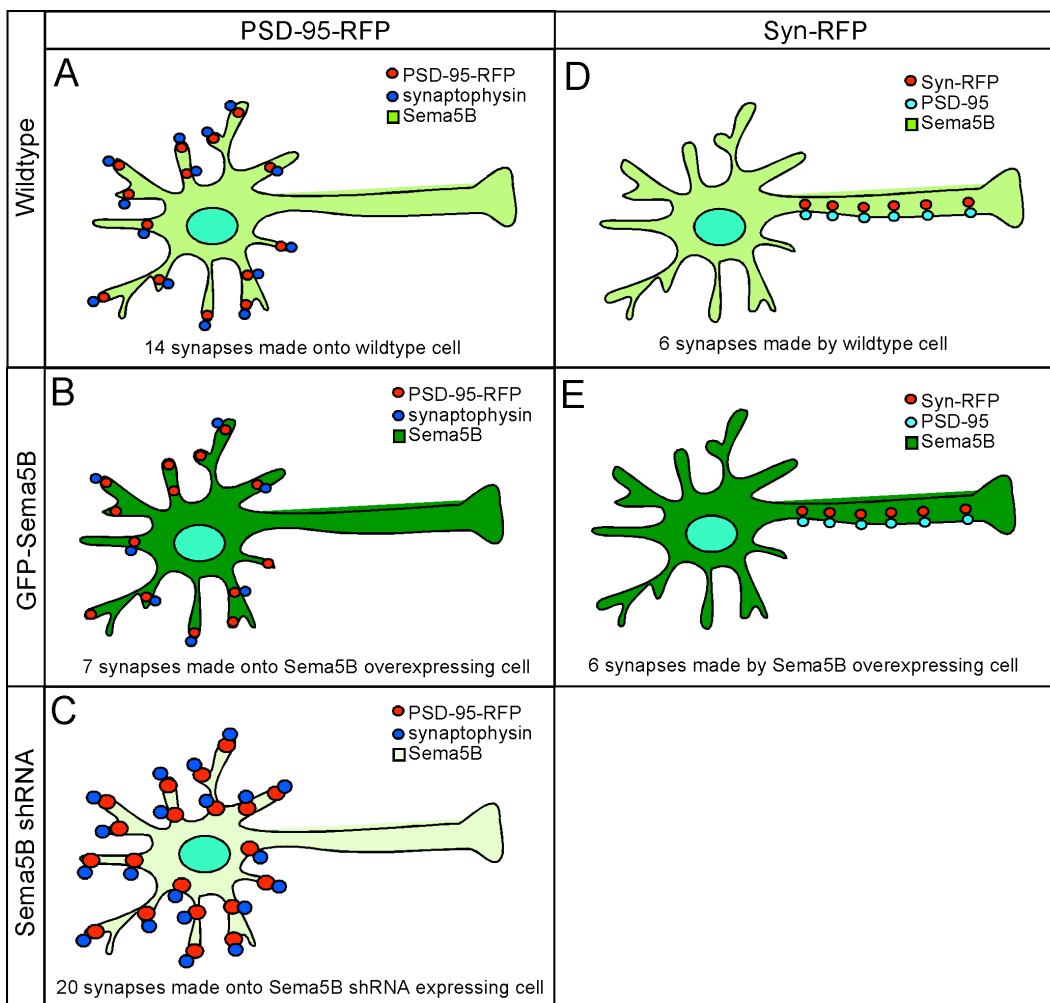 PSD-95-RFP
Syn-RFP
Wildtype
A
PSD-95-RFP
synaptophysin
Sema5B
14 synapses made onto wildtype cell
D
Syn-RFP
PSD-95
Sema5B
6 synapses made by wildtype cell
GFP-Sema5B
B
PSD-95-RFP
synaptophysin
Sema5B
7 synapses made onto Sema5B overexpressing cell
E
Syn-RFP
PSD-95
Sema5B
6 synapses made by Sema5B overexpressing cell
Sema5B shRNA
C
PSD-95-RFP
synaptophysin
Sema5B
20 synapses made onto Sema5B shRNA expressing cell